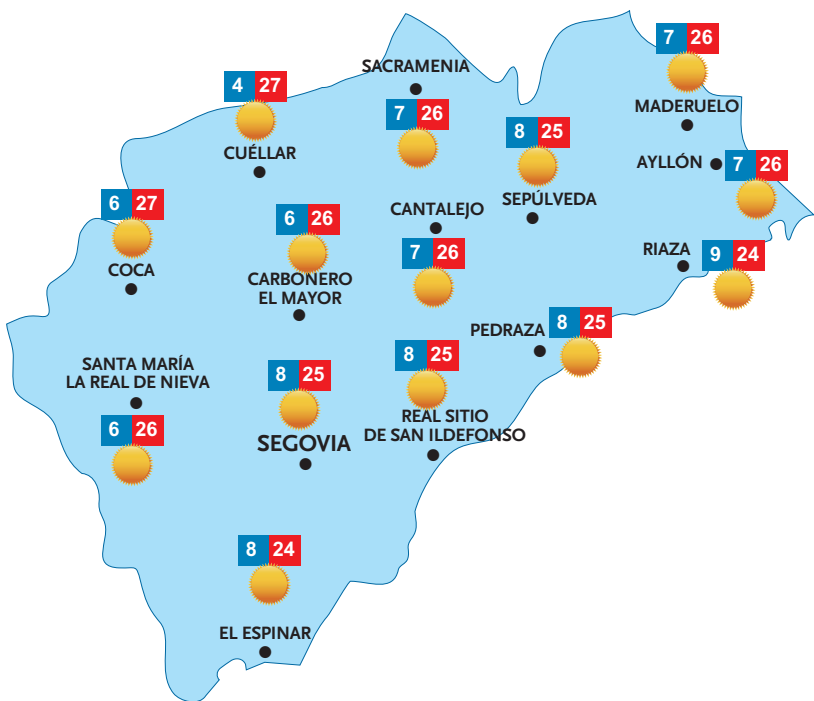 7 26
MADERUELO
SACRAMENIA
7 26
4 27
CUÉLLAR
8 25
SEPÚLVEDA
AYLLÓN
7 26
6 27
COCA
6 26
CARBONERO
EL MAYOR
CANTALEJO
7 26
RIAZA
9 24
PEDRAZA
8 25
SANTA MARÍA
LA REAL DE NIEVA
6 26
8 25
SEGOVIA
8 25
REAL SITIO
DE SAN ILDEFONSO
8 24
EL ESPINAR